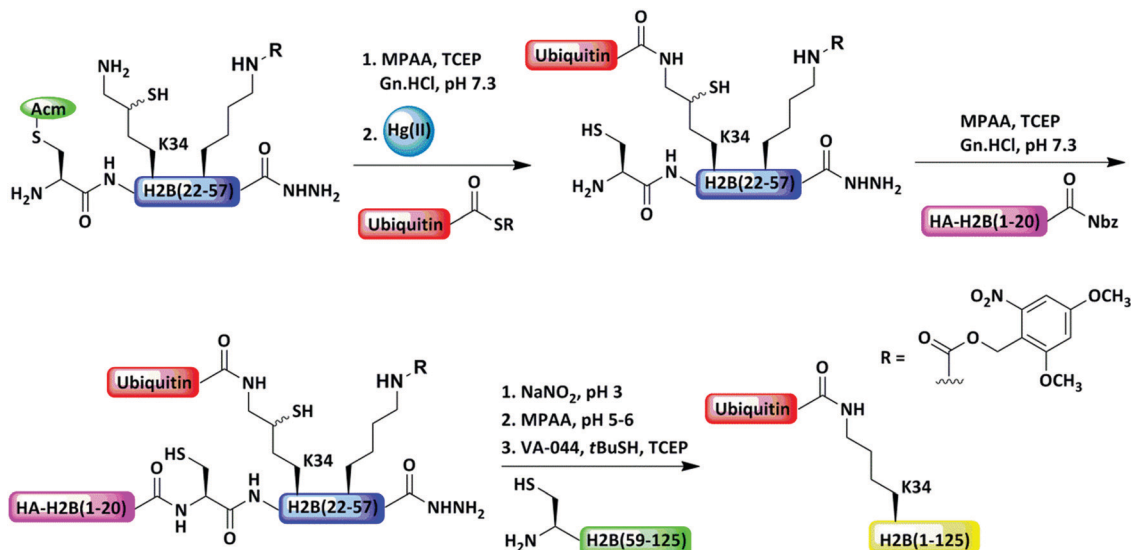 Acm
S
H₂N
O
H
N
NH₂
SH
K34
HN
R
H2B(22-57)
O
NHNH₂
1. MPAA, TCEP
Gn.HCl, pH 7.3
2. Hg(II)
Ubiquitin
O
SR
Ubiquitin
O
NH
SH
HS
H₂N
O
H
N
K34
HN
R
H2B(22-57)
O
NHNH₂
MPAA, TCEP
Gn.HCl, pH 7.3
HA-H2B(1-20)
O
Nbz
R =
O
O
O₂N
OCH₃
OCH₃
Ubiquitin
O
NH
SH
HN
R
K34
HS
HA-H2B(1-20)
O
N
H
O
H
N
H2B(22-57)
O
NHNH₂
1. NaNO₂, pH 3
2. MPAA, pH 5-6
3. VA-044, tBuSH, TCEP
HS
H₂N
H2B(59-125)
Ubiquitin
O
NH
K34
H2B(1-125)